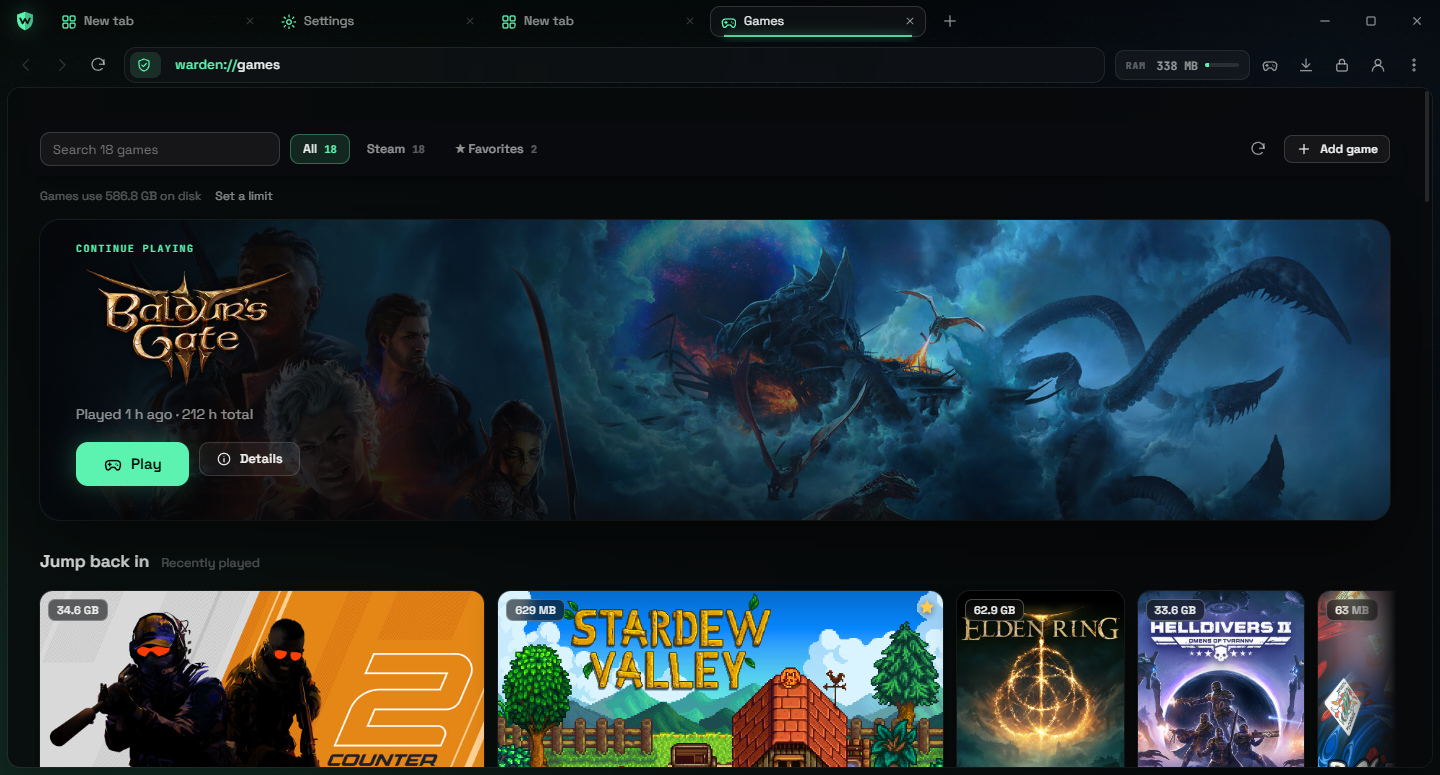 New tab
Settings
New tab
Games
warden://games
RAM 338 MB
Search 18 games
All 18
Steam 18
★ Favorites 2
Add game
Games use 586.8 GB on disk Set a limit
CONTINUE PLAYING
Baldur's
Gate
III
Played 1 h ago · 212 h total
Play
Details
Jump back in Recently played
34.6 GB
2
COUNTER
629 MB
STARDEW
VALLEY
62.9 GB
ELDEN RING
33.6 GB
HELLDIVERS II
OMENS OF TYRANNY
63 MB